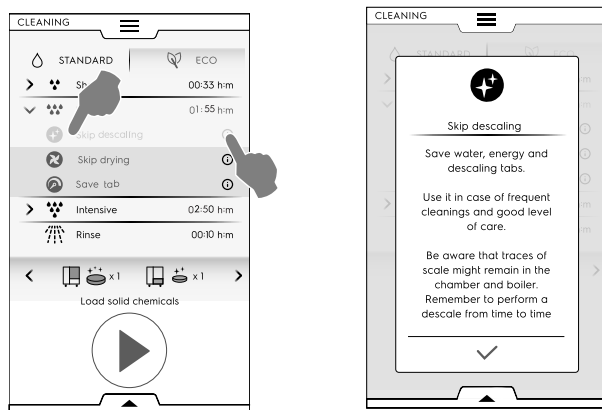 CLEANING
STANDARD
ECO
00:33 h:m
01:55 h:m
Skip descaling
Skip drying
Save tab
Intensive 02:50 h:m
Rinse 00:10 h:m
x 1 x 1
Load solid chemicals
CLEANING
STANDARD ECO
Skip descaling
Save water, energy and
descaling tabs.
Use it in case of frequent
cleanings and good level
of care.
Be aware that traces of
scale might remain in the
chamber and boiler.
Remember to perform a
descale from time to time